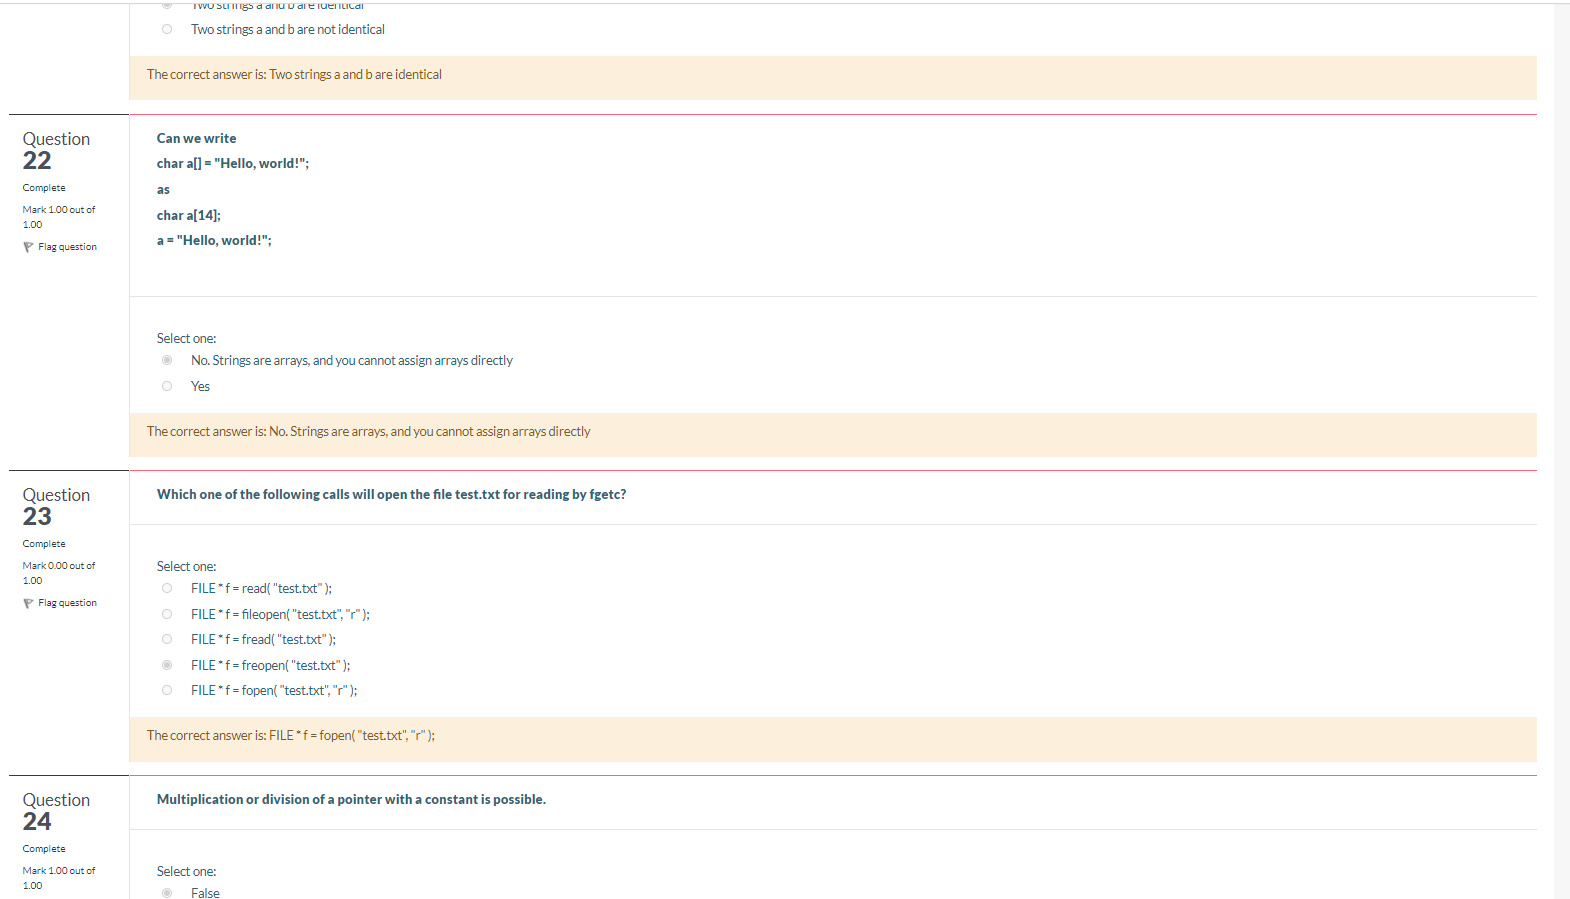 Two strings a and b are identical
Two strings a and b are not identical
The correct answer is: Two strings a and b are identical
Question
22
Complete
Mark 1.00 out of
1.00
Flag question
Can we write
char a[] = "Hello, world!";
as
char a[14];
a = "Hello, world!";
Select one:
No. Strings are arrays, and you cannot assign arrays directly
Yes
The correct answer is: No. Strings are arrays, and you cannot assign arrays directly
Question
23
Complete
Mark 0.00 out of
1.00
Flag question
Which one of the following calls will open the file test.txt for reading by fgetc?
Select one:
FILE * f = read( "test.txt" );
FILE * f = fileopen( "test.txt", "r" );
FILE * f = fread( "test.txt" );
FILE * f = freopen( "test.txt" );
FILE * f = fopen( "test.txt", "r" );
The correct answer is: FILE * f = fopen( "test.txt", "r" );
Question
24
Complete
Mark 1.00 out of
1.00
Multiplication or division of a pointer with a constant is possible.
Select one:
False